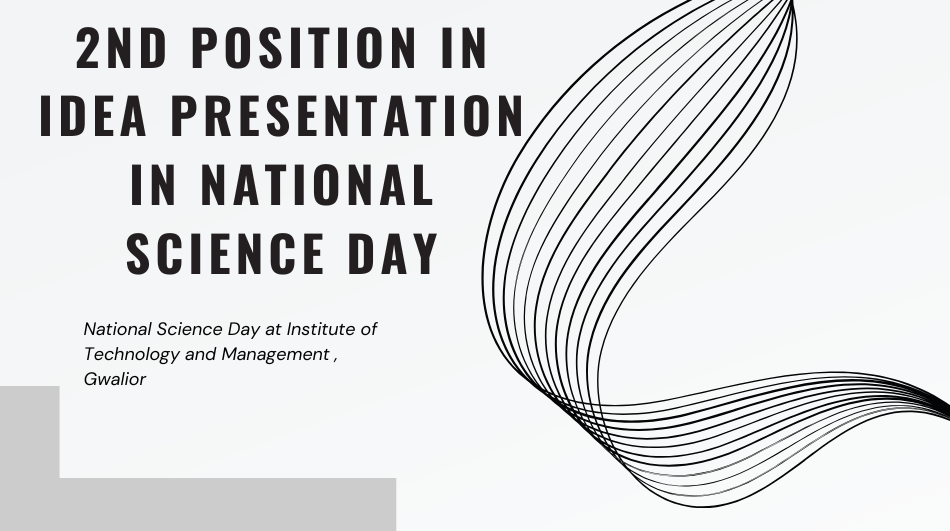 2ND POSITION IN
IDEA PRESENTATION
IN NATIONAL
SCIENCE DAY
National Science Day at Institute of
Technology and Management ,
Gwalior